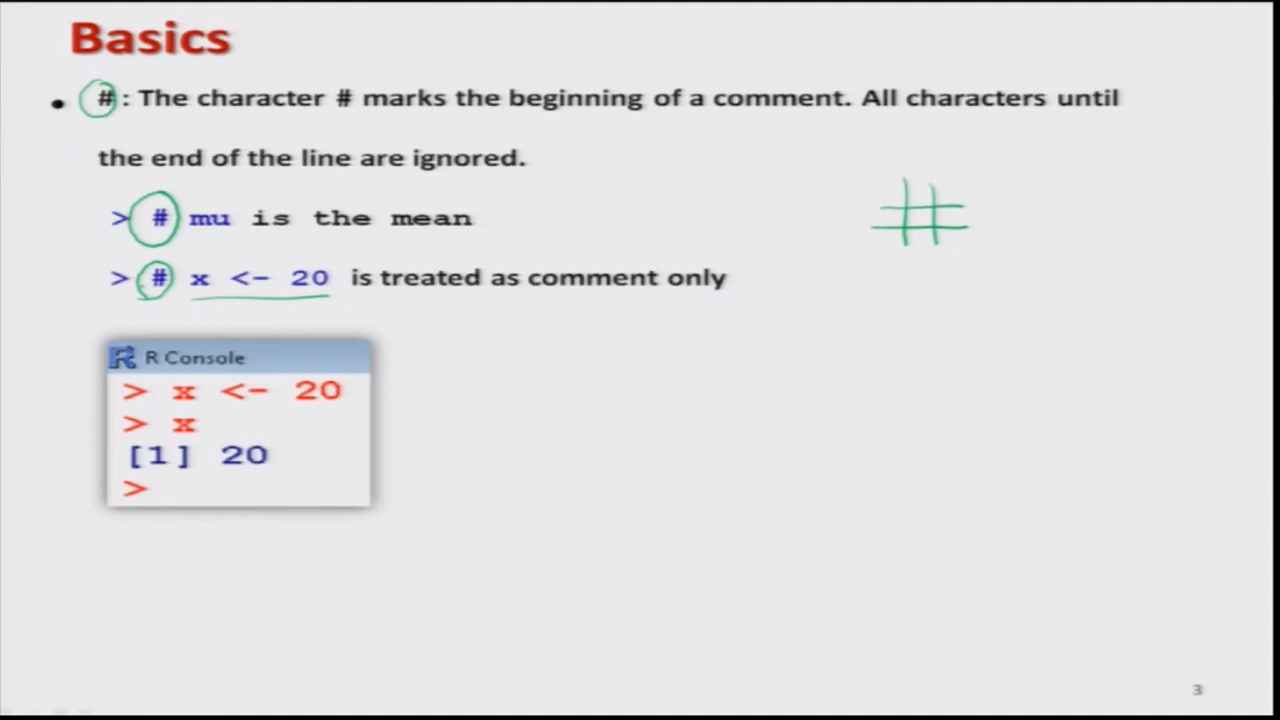 Basics
• # : The character # marks the beginning of a comment. All characters until
the end of the line are ignored.
> # mu is the mean
> # x <- 20 is treated as comment only
#
R Console
> x <- 20
> x
[1] 20
>
3